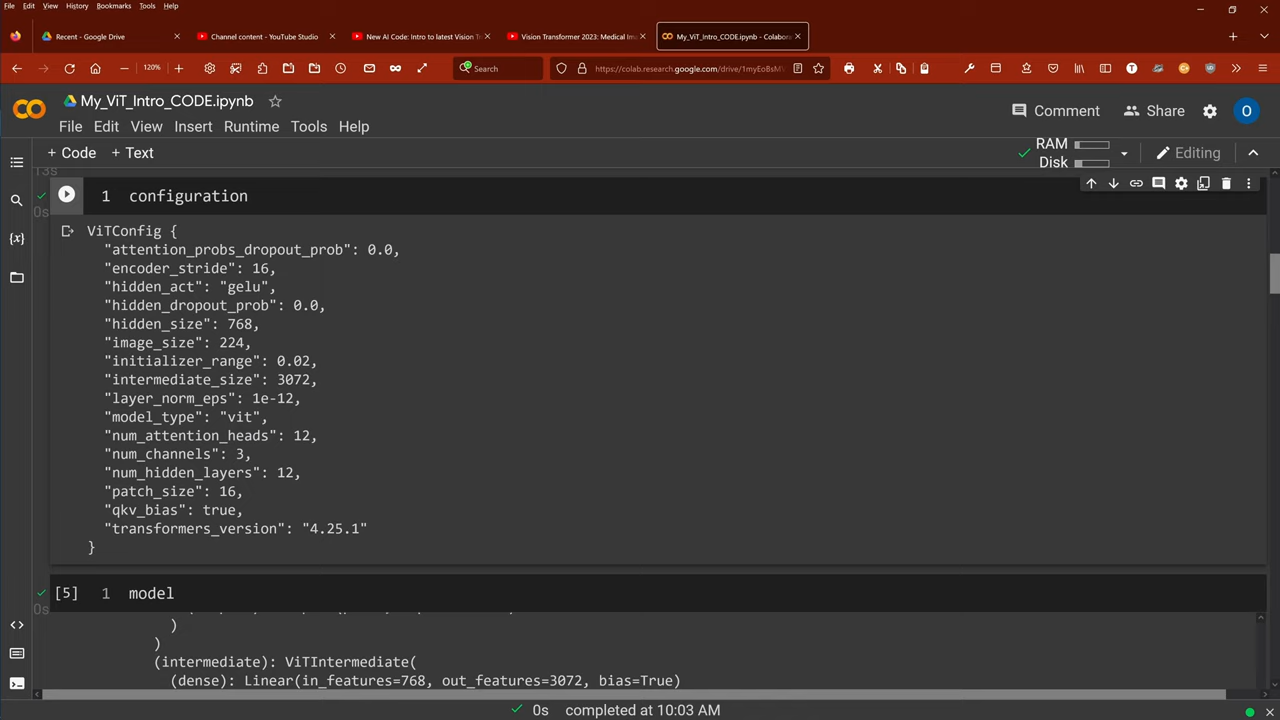 File Edit View History Bookmarks Tools Help
Recent - Google Drive
Channel content - YouTube Studio
New AI Code: Intro to latest Vision T
Vision Transformer 2023: Medical Im
My_ViT_Intro_CODE.ipynb - Colabora
120%
Search
https://colab.research.google.com/drive/1myEoBsM
My_ViT_Intro_CODE.ipynb
Comment
Share
O
File Edit View Insert Runtime Tools Help
+ Code + Text
RAM
Disk
Editing
13s
0s
1 configuration
ViTConfig {
"attention_probs_dropout_prob": 0.0,
"encoder_stride": 16,
"hidden_act": "gelu",
"hidden_dropout_prob": 0.0,
"hidden_size": 768,
"image_size": 224,
"initializer_range": 0.02,
"intermediate_size": 3072,
"layer_norm_eps": 1e-12,
"model_type": "vit",
"num_attention_heads": 12,
"num_channels": 3,
"num_hidden_layers": 12,
"patch_size": 16,
"qkv_bias": true,
"transformers_version": "4.25.1"
}
[5] 1 model
0s
)
)
(intermediate): ViTIntermediate(
(dense): Linear(in_features=768, out_features=3072, bias=True)
0s completed at 10:03 AM